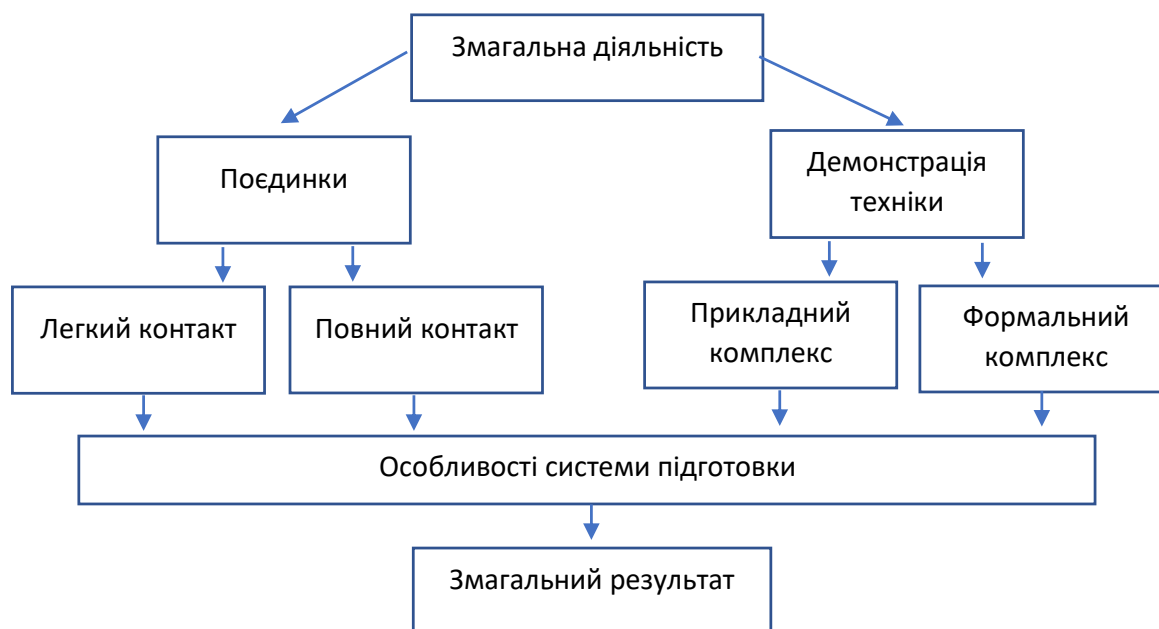 Змагальна діяльність
Поєдинки
Демонстрація
техніки
Легкий контакт
Повний контакт
Прикладний
комплекс
Формальний
комплекс
Особливості системи підготовки
Змагальний результат